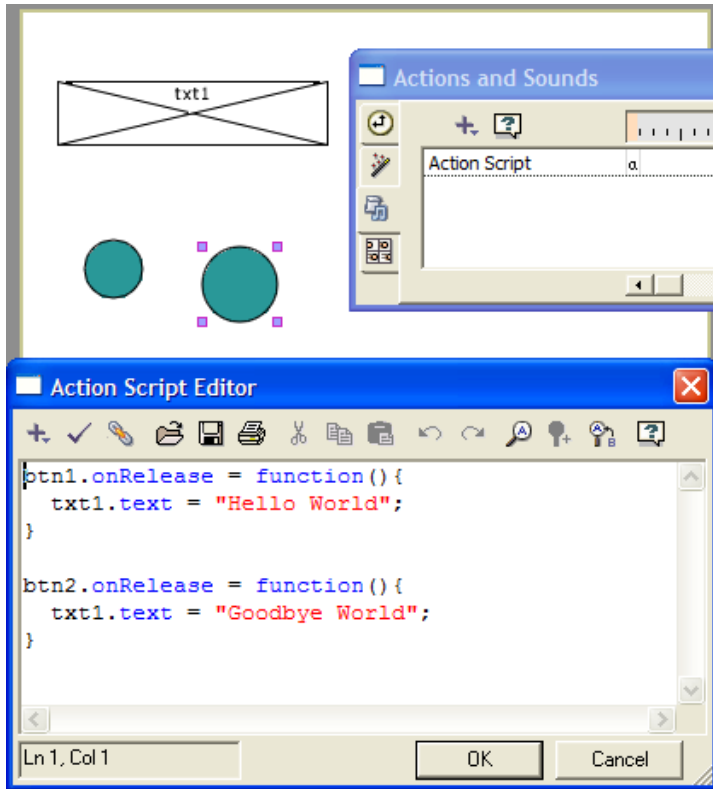 txt1
Actions and Sounds
Action Script
a
Action Script Editor
btn1.onRelease = function(){
  txt1.text = "Hello World";
}
btn2.onRelease = function(){
  txt1.text = "Goodbye World";
}
Ln 1, Col 1
OK
Cancel